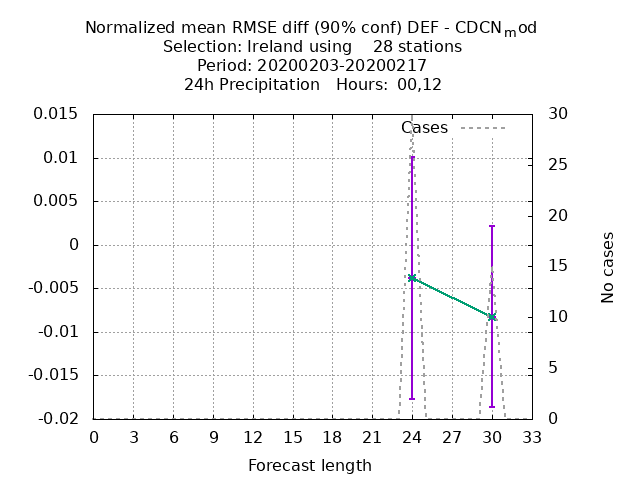 Normalized mean RMSE diff (90% conf) DEF - CDCNmod
Selection: Ireland using    28 stations
Period: 20200203-20200217
24h Precipitation   Hours:  00,12
0.015
0.01
0.005
0
-0.005
-0.01
-0.015
-0.02
Cases
30
25
20
15
10
5
0
No cases
0 3 6 9 12 15 18 21 24 27 30 33
Forecast length